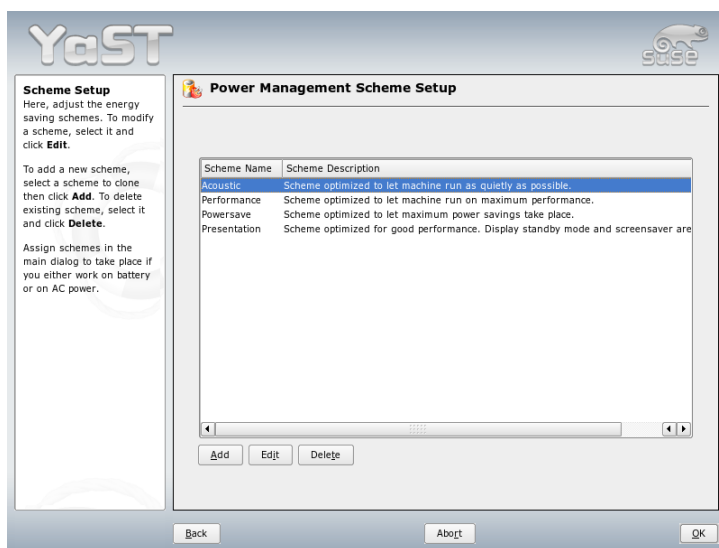 YaST
SUSE
Scheme Setup
Here, adjust the energy
saving schemes. To modify
a scheme, select it and
click Edit.
To add a new scheme,
select a scheme to clone
then click Add. To delete
existing scheme, select it
and click Delete.
Assign schemes in the
main dialog to take place if
you either work on battery
or on AC power.
Power Management Scheme Setup
Scheme Name Scheme Description
Acoustic Scheme optimized to let machine run as quietly as possible.
Performance Scheme optimized to let machine run on maximum performance.
Powersave Scheme optimized to let maximum power savings take place.
Presentation Scheme optimized for good performance. Display standby mode and screensaver are
Add Edit Delete
Back Abort OK